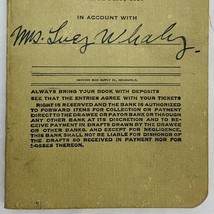 IN ACCOUNT WITH
Mrs. Lucy Whaley
ALWAYS BRING YOUR BOOK WITH DEPOSITS
SEE THAT THE ENTRIES AGREE WITH YOUR TICKETS
RIGHT IS RESERVED AND THE BANK IS AUTHORIZED
TO FORWARD ITEMS FOR COLLECTION OR PAYMENT
DIRECT TO THE DRAWEE OR PAYOR BANK OR THROUGH
ANY OTHER BANK AT ITS DISCRETION AND TO RE-
CEIVE PAYMENT IN DRAFTS DRAWN BY THE DRAWEE
OR OTHER BANKS. AND EXCEPT FOR NEGLIGENCE,
THIS BANK SHALL NOT BE LIABLE FOR DISHONOR OF
THE DRAFTS SO RECEIVED IN PAYMENT NOR FOR
LOSSES THEREON.